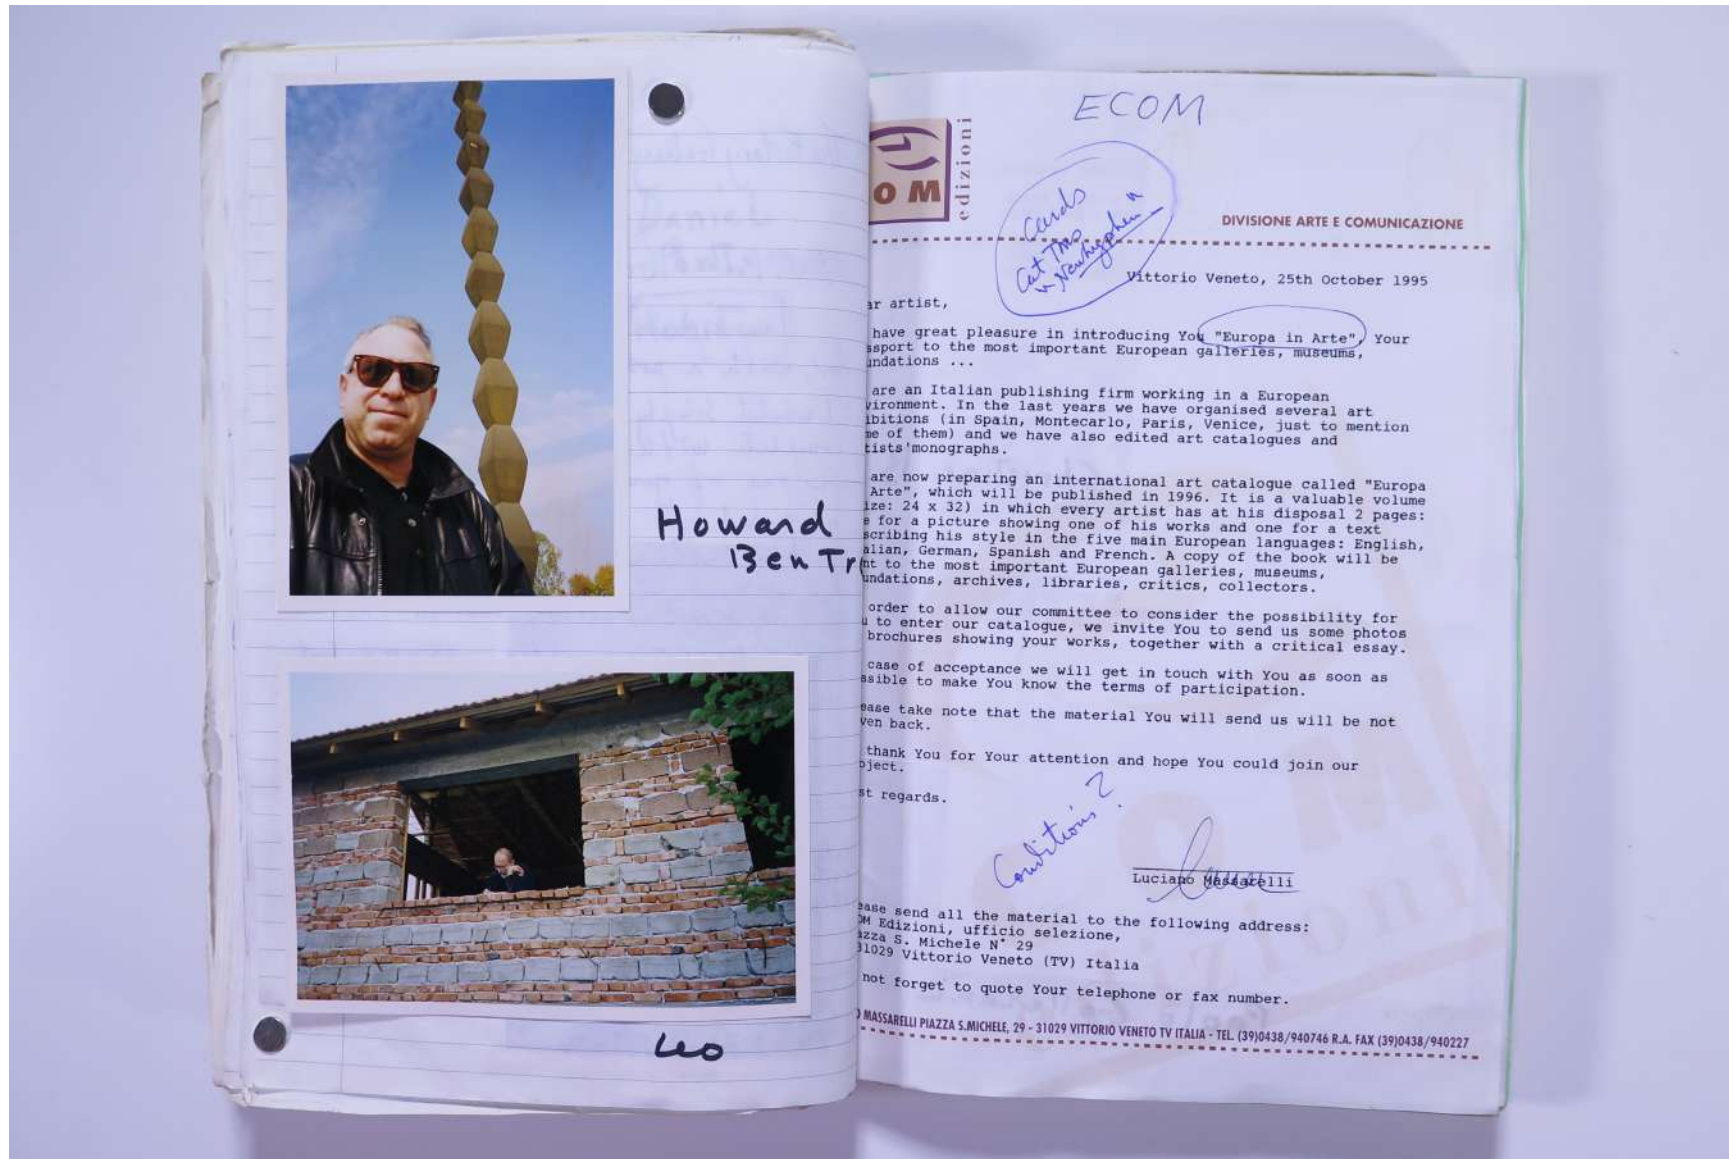 Howard
Ben Tr
Leo
ECOM
OM
edizioni
cards
Cat TMS
"Newhyphen"
DIVISIONE ARTE E COMUNICAZIONE
Vittorio Veneto, 25th October 1995
ar artist,
have great pleasure in introducing You "Europa in Arte", Your
ssport to the most important European galleries, museums,
undations ...
are an Italian publishing firm working in a European
vironment. In the last years we have organised several art
ibitions (in Spain, Montecarlo, Paris, Venice, just to mention
me of them) and we have also edited art catalogues and
tists'monographs.
are now preparing an international art catalogue called "Europa
Arte", which will be published in 1996. It is a valuable volume
ize: 24 x 32) in which every artist has at his disposal 2 pages:
e for a picture showing one of his works and one for a text
scribing his style in the five main European languages: English,
alian, German, Spanish and French. A copy of the book will be
nt to the most important European galleries, museums,
undations, archives, libraries, critics, collectors.
order to allow our committee to consider the possibility for
u to enter our catalogue, we invite You to send us some photos
brochures showing your works, together with a critical essay.
case of acceptance we will get in touch with You as soon as
ssible to make You know the terms of participation.
ease take note that the material You will send us will be not
ven back.
thank You for Your attention and hope You could join our
oject.
st regards.
Conditions?
Luciano Massarelli
ease send all the material to the following address:
OM Edizioni, ufficio selezione,
azza S. Michele N° 29
31029 Vittorio Veneto (TV) Italia
not forget to quote Your telephone or fax number.
O MASSARELLI PIAZZA S.MICHELE, 29 - 31029 VITTORIO VENETO TV ITALIA - TEL. (39)0438/940746 R.A. FAX (39)0438/940227